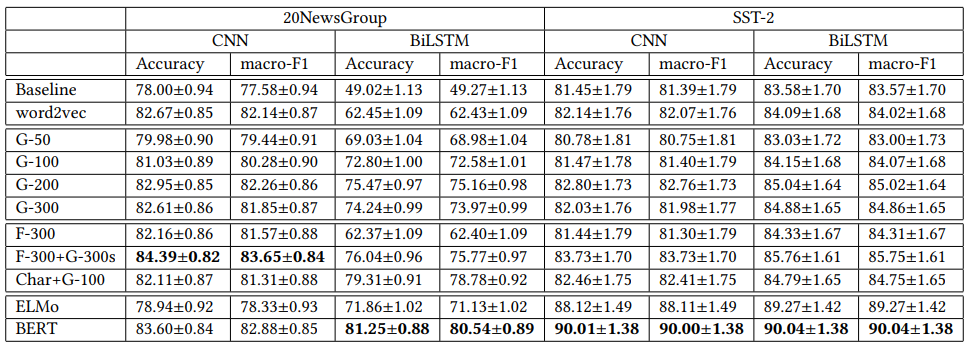 20NewsGroup SST-2
CNN BiLSTM CNN BiLSTM
Accuracy macro-F1 Accuracy macro-F1 Accuracy macro-F1 Accuracy macro-F1
Baseline 78.00±0.94 77.58±0.94 49.02±1.13 49.27±1.13 81.45±1.79 81.39±1.79 83.58±1.70 83.57±1.70
word2vec 82.67±0.85 82.14±0.87 62.45±1.09 62.43±1.09 82.14±1.76 82.07±1.76 84.09±1.68 84.02±1.68
G-50 79.98±0.90 79.44±0.91 69.03±1.04 68.98±1.04 80.78±1.81 80.75±1.81 83.03±1.72 83.00±1.73
G-100 81.03±0.89 80.28±0.90 72.80±1.00 72.58±1.01 81.47±1.78 81.40±1.79 84.15±1.68 84.07±1.68
G-200 82.95±0.85 82.26±0.86 75.47±0.97 75.16±0.98 82.80±1.73 82.76±1.73 85.04±1.64 85.02±1.64
G-300 82.61±0.86 81.85±0.87 74.24±0.99 73.97±0.99 82.03±1.76 81.98±1.77 84.88±1.65 84.86±1.65
F-300 82.16±0.86 81.57±0.88 62.37±1.09 62.40±1.09 81.44±1.79 81.30±1.79 84.33±1.67 84.31±1.67
F-300+G-300s 84.39±0.82 83.65±0.84 76.04±0.96 75.77±0.97 83.73±1.70 83.73±1.70 85.76±1.61 85.75±1.61
Char+G-100 82.11±0.87 81.31±0.88 79.31±0.91 78.78±0.92 82.46±1.75 82.41±1.75 84.79±1.65 84.75±1.65
ELMo 78.94±0.92 78.33±0.93 71.86±1.02 71.13±1.02 88.12±1.49 88.11±1.49 89.27±1.42 89.27±1.42
BERT 83.60±0.84 82.88±0.85 81.25±0.88 80.54±0.89 90.01±1.38 90.00±1.38 90.04±1.38 90.04±1.38